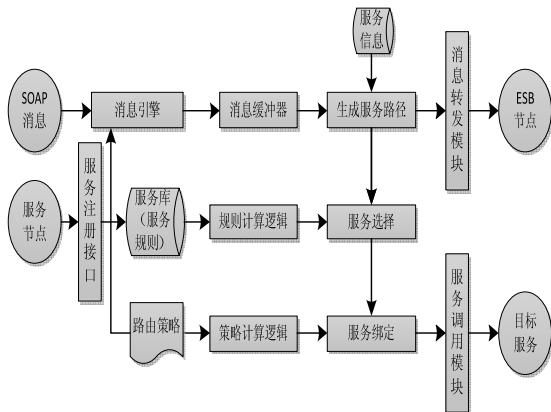 服务
信息
SOAP
消息
消息引擎
消息缓冲器
生成服务路径
消息转发模块
ESB
节点
服务
节点
服务注册接口
服务库
（服务
规则）
规则计算逻辑
服务选择
路由策略
策略计算逻辑
服务绑定
服务调用模块
目标
服务